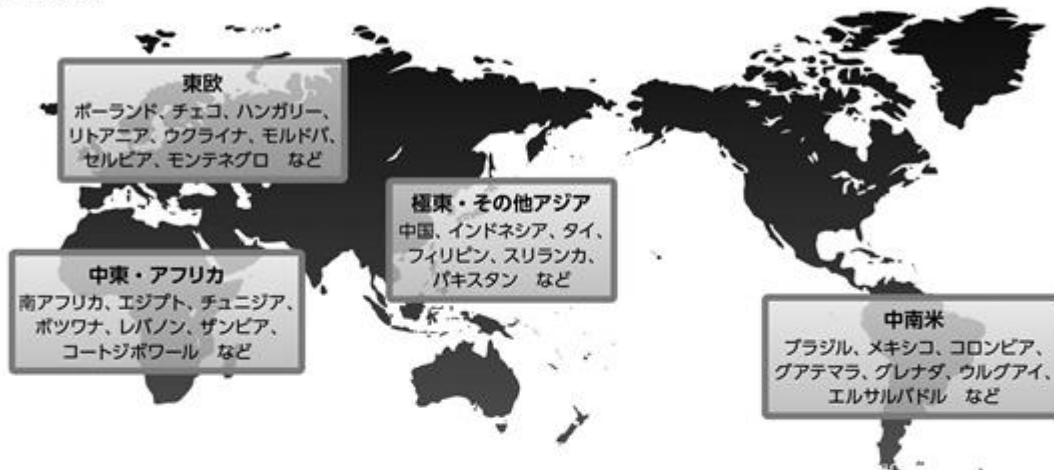 東欧
ポーランド、チェコ、ハンガリー、
リトアニア、ウクライナ、モルドバ、
セルビア、モンテネグロ　など
極東・その他アジア
中国、インドネシア、タイ、
フィリピン、スリランカ、
パキスタン　など
中東・アフリカ
南アフリカ、エジプト、チュニジア、
ボツワナ、レバノン、ザンビア、
コートジボワール　など
中南米
ブラジル、メキシコ、コロンビア、
グアテマラ、グレナダ、ウルグアイ、
エルサルバドル　など